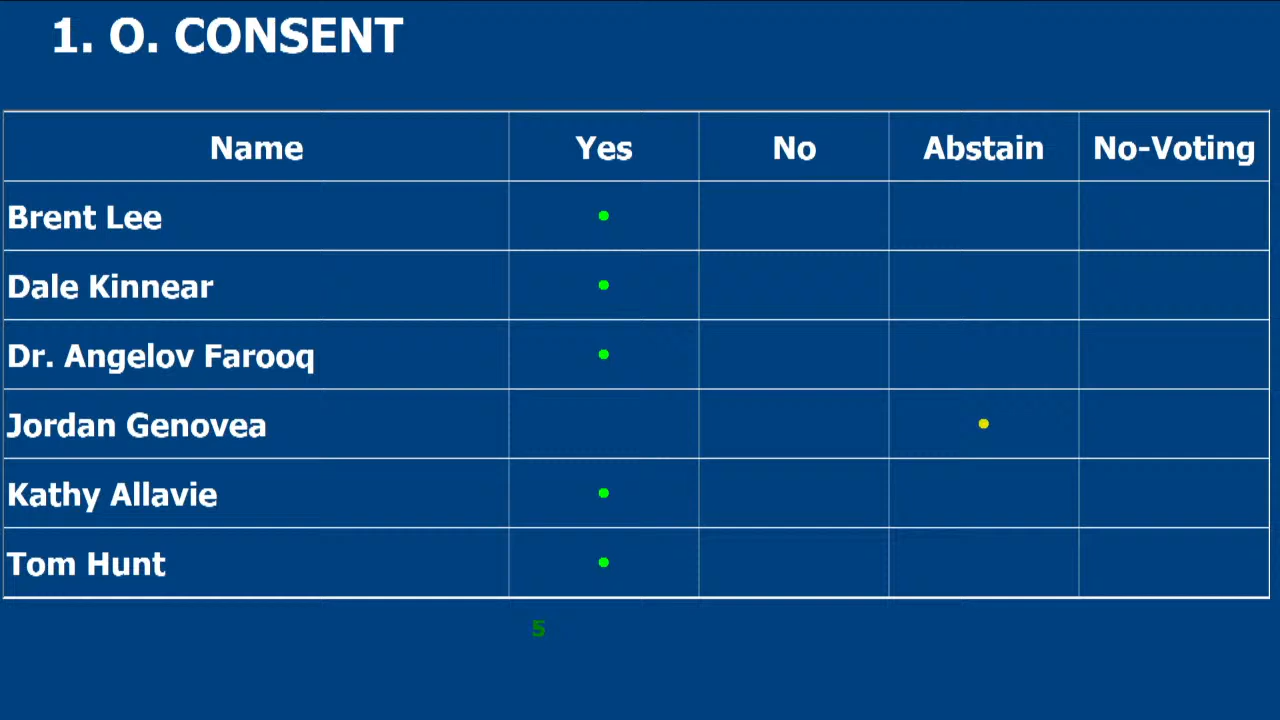 1. O. CONSENT
Name Yes No Abstain No-Voting
Brent Lee
Dale Kinnear
Dr. Angelov Farooq
Jordan Genovea
Kathy Allavie
Tom Hunt
5